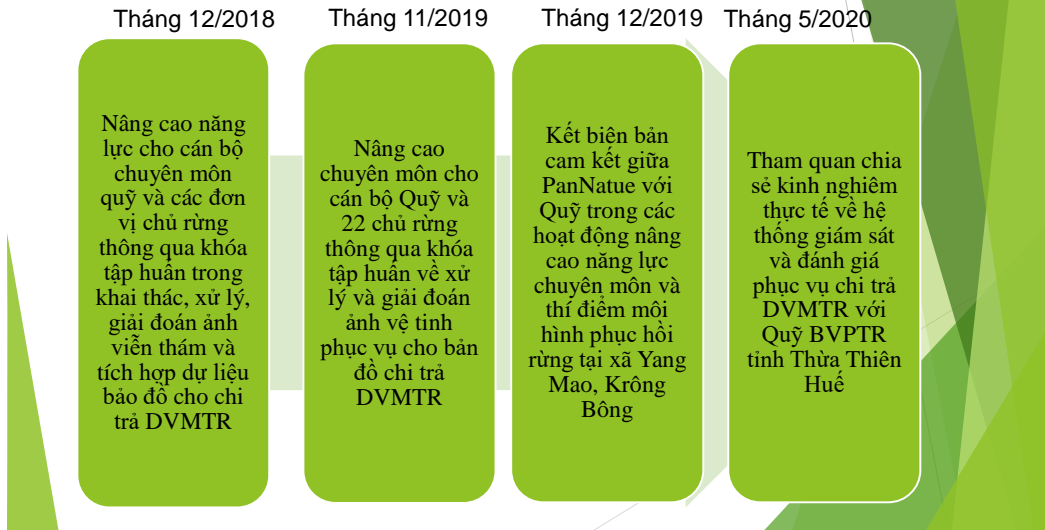 Tháng 12/2018
Nâng cao năng
lực cho cán bộ
chuyên môn
quỹ và các đơn
vị chủ rừng
thông qua khóa
tập huấn trong
khai thác, xử lý,
giải đoán ảnh
viễn thám và
tích hợp dự liệu
bảo đồ cho chi
trả DVMTR
Tháng 11/2019
Nâng cao
chuyên môn cho
cán bộ Quỹ và
22 chủ rừng
thông qua khóa
tập huấn về xử
lý và giải đoán
ảnh vệ tinh
phục vụ cho bản
đồ chi trả
DVMTR
Tháng 12/2019
Kết biện bản
cam kết giữa
PanNatue với
Quỹ trong các
hoạt động nâng
cao năng lực
chuyên môn và
thí điểm môi
hình phục hồi
rừng tại xã Yang
Mao, Krông
Bông
Tháng 5/2020
Tham quan chia
sẻ kinh nghiêm
thực tế về hệ
thống giám sát
và đánh giá
phục vụ chi trả
DVMTR với
Quỹ BVPTR
tỉnh Thừa Thiên
Huế